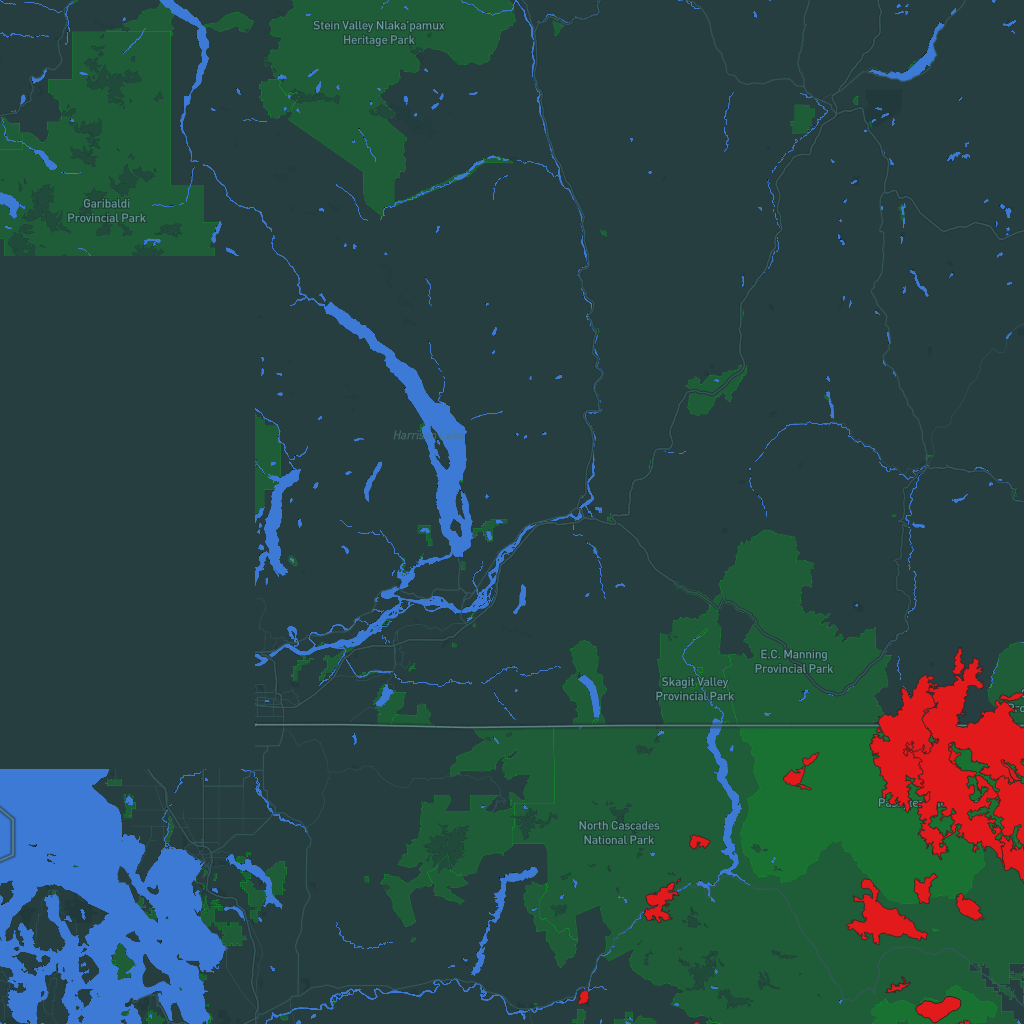 Stein Valley Nlaka'pamux
Heritage Park
Garibaldi
Provincial Park
E.C. Manning
Provincial Park
Skagit Valley
Provincial Park
North Cascades
National Park